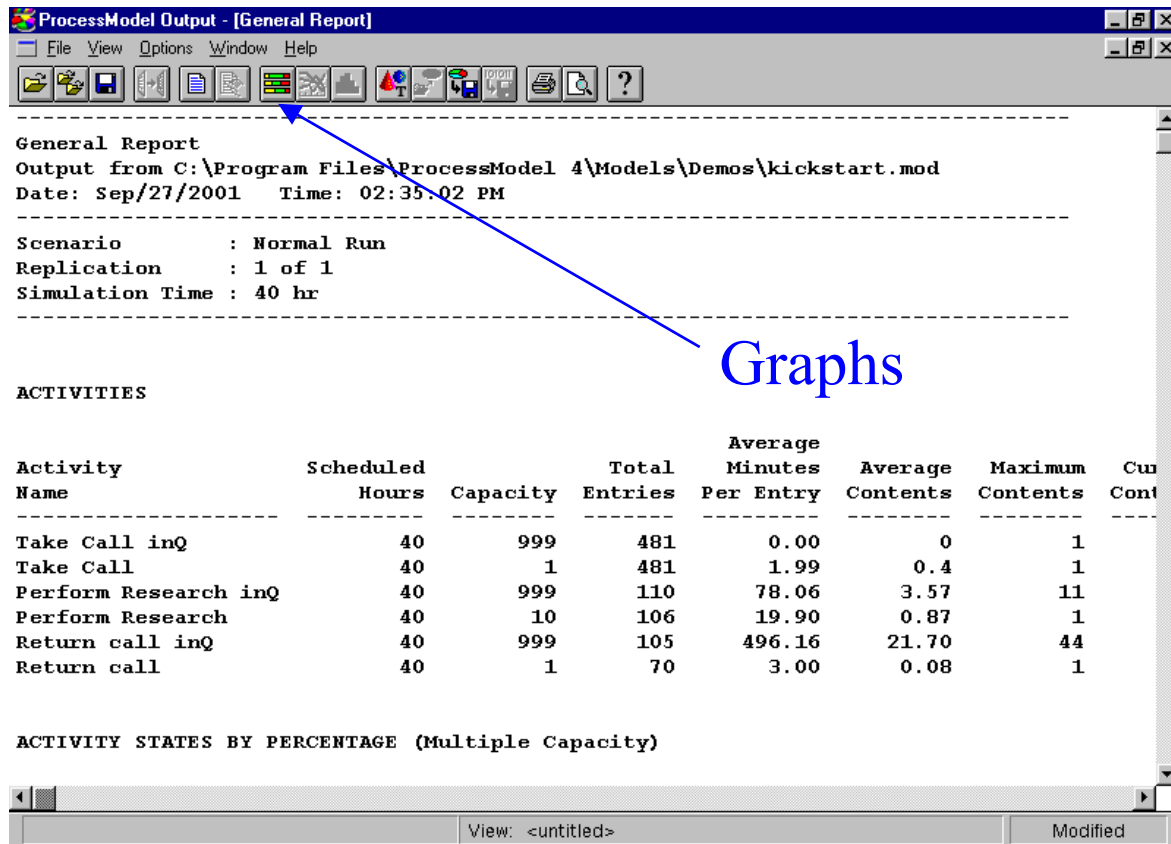 ProcessModel Output - [General Report]
File View Options Window Help
General Report
Output from C:\Program Files\ProcessModel 4\Models\Demos\kickstart.mod
Date: Sep/27/2001 Time: 02:35:02 PM
Scenario : Normal Run
Replication : 1 of 1
Simulation Time : 40 hr
Graphs
ACTIVITIES
Average
Activity Scheduled Total Minutes Average Maximum Cur
Name Hours Capacity Entries Per Entry Contents Contents Cont
Take Call inQ 40 999 481 0.00 0 1
Take Call 40 1 481 1.99 0.4 1
Perform Research inQ 40 999 110 78.06 3.57 11
Perform Research 40 10 106 19.90 0.87 1
Return call inQ 40 999 105 496.16 21.70 44
Return call 40 1 70 3.00 0.08 1
ACTIVITY STATES BY PERCENTAGE (Multiple Capacity)
View: <untitled> Modified